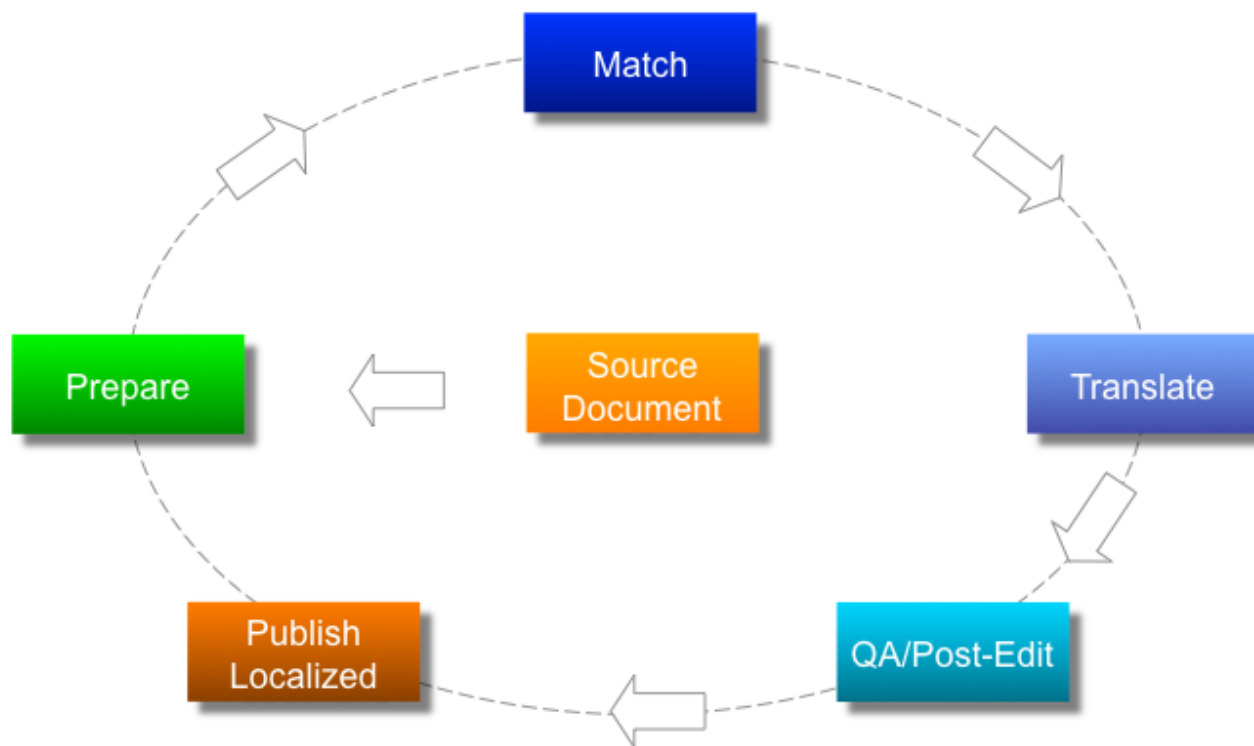 Match
Prepare
Source
Document
Translate
Publish
Localized
QA/Post-Edit